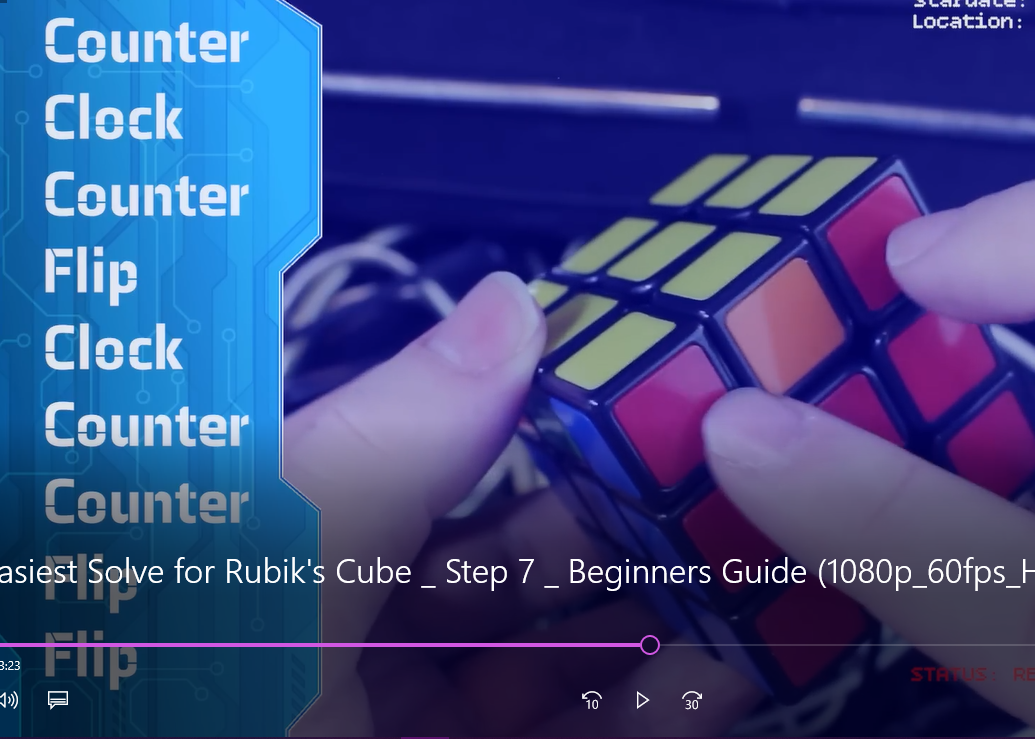 Stardate:
Location:
Counter
Clock
Counter
Flip
Clock
Counter
Counter
Flip
Flip
asiest Solve for Rubik's Cube _ Step 7 _ Beginners Guide (1080p_60fps_H
3:23
10
30
STATUS: RE